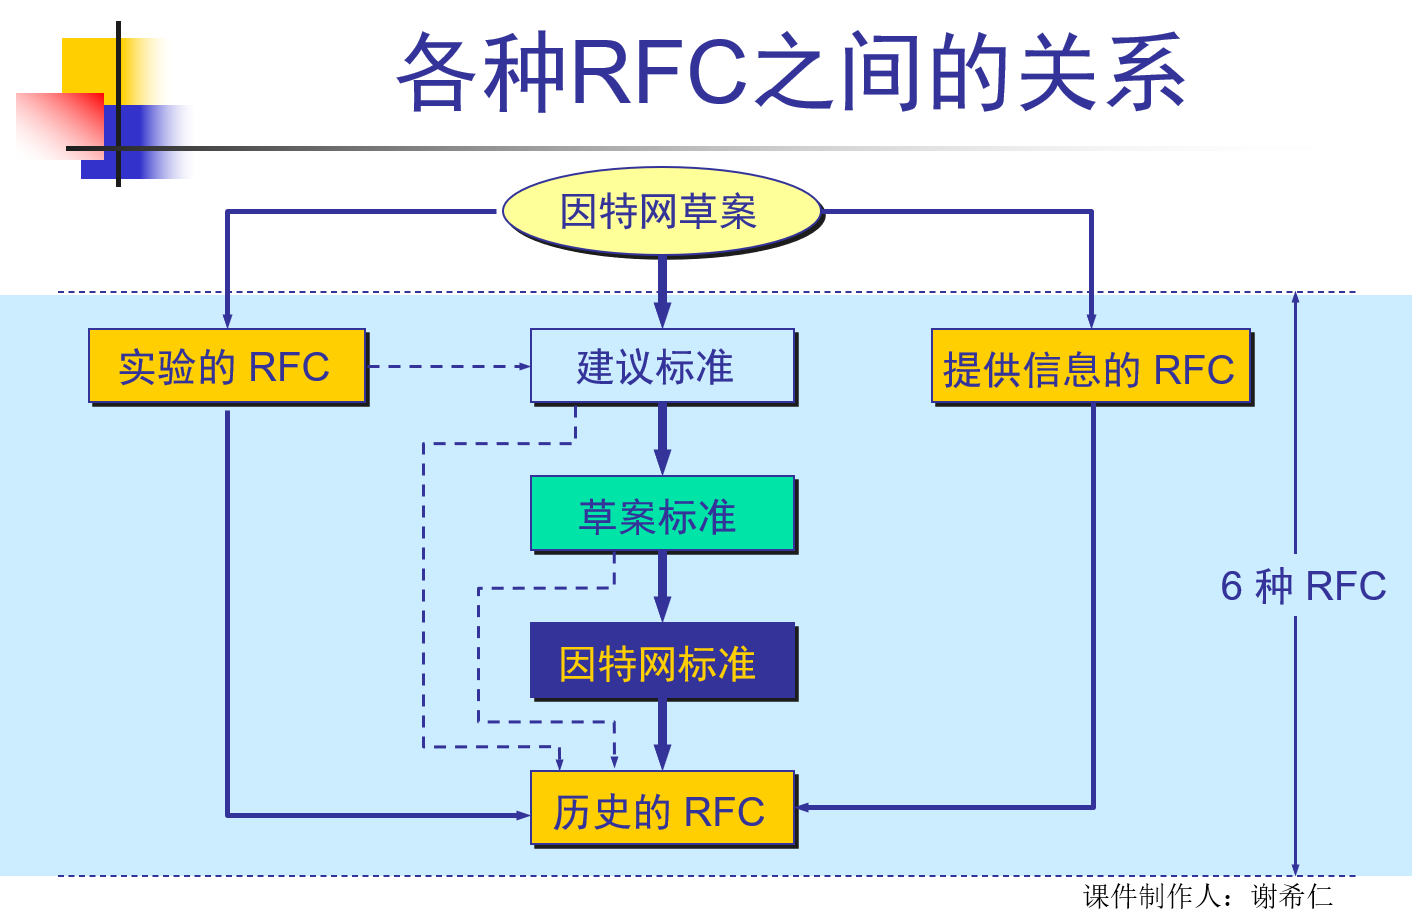 各种RFC之间的关系
因特网草案
实验的 RFC
建议标准
提供信息的 RFC
草案标准
6 种 RFC
因特网标准
历史的 RFC
课件制作人：谢希仁